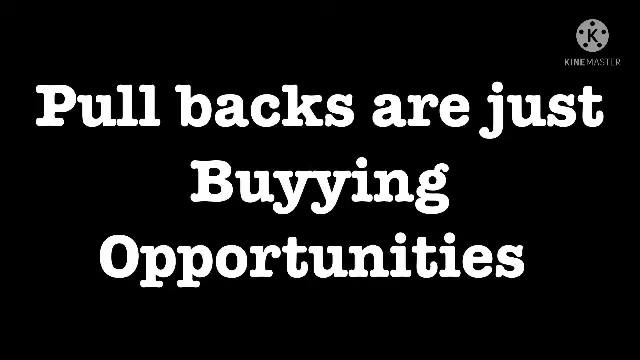 KINEMASTER
Pull backs are just
Buyying
Opportunities